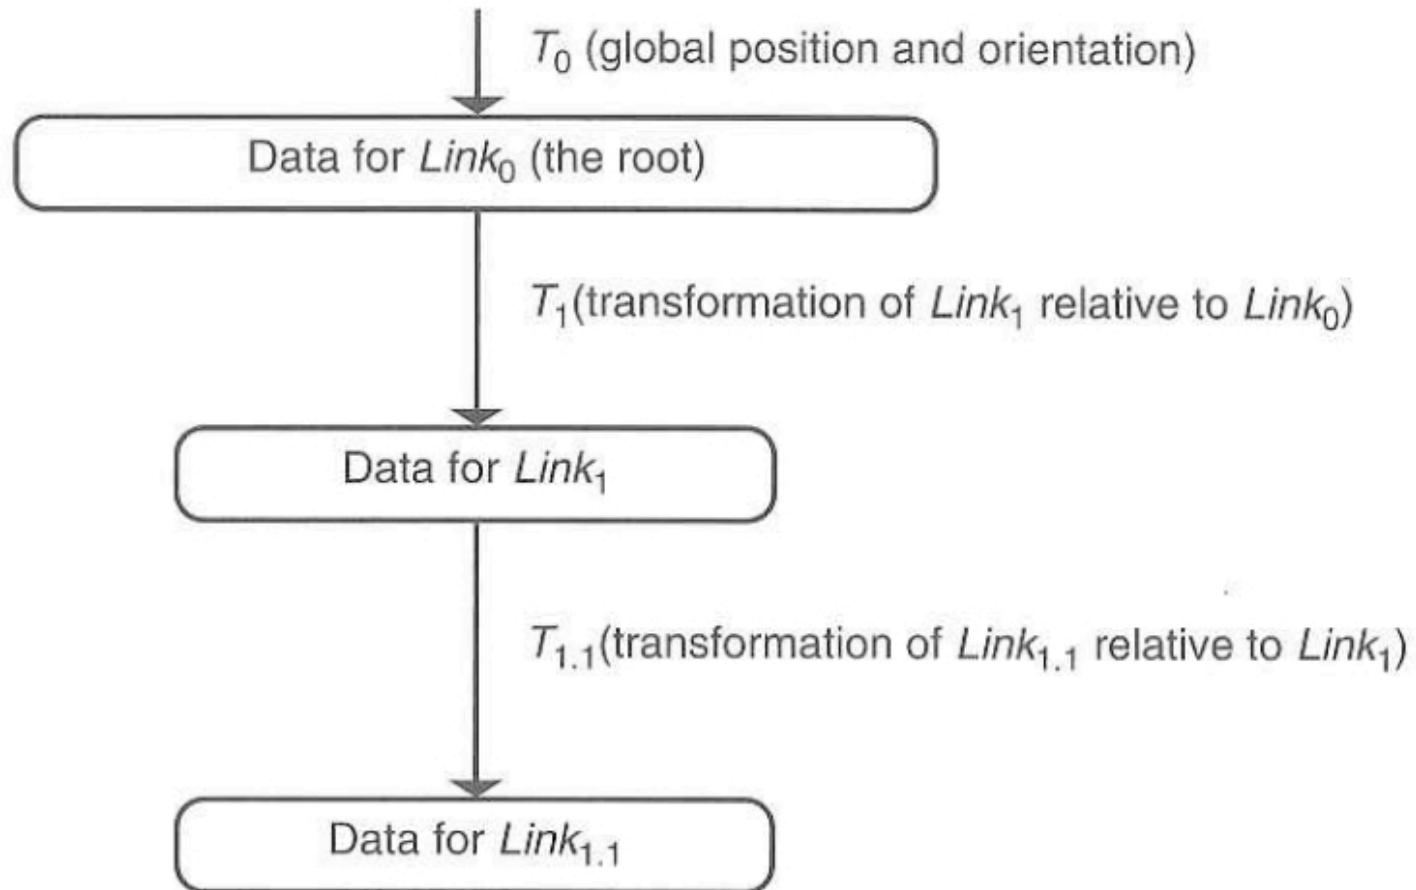 T₀ (global position and orientation)
Data for Link₀ (the root)
T₁(transformation of Link₁ relative to Link₀)
Data for Link₁
T₁.₁(transformation of Link₁.₁ relative to Link₁)
Data for Link₁.₁